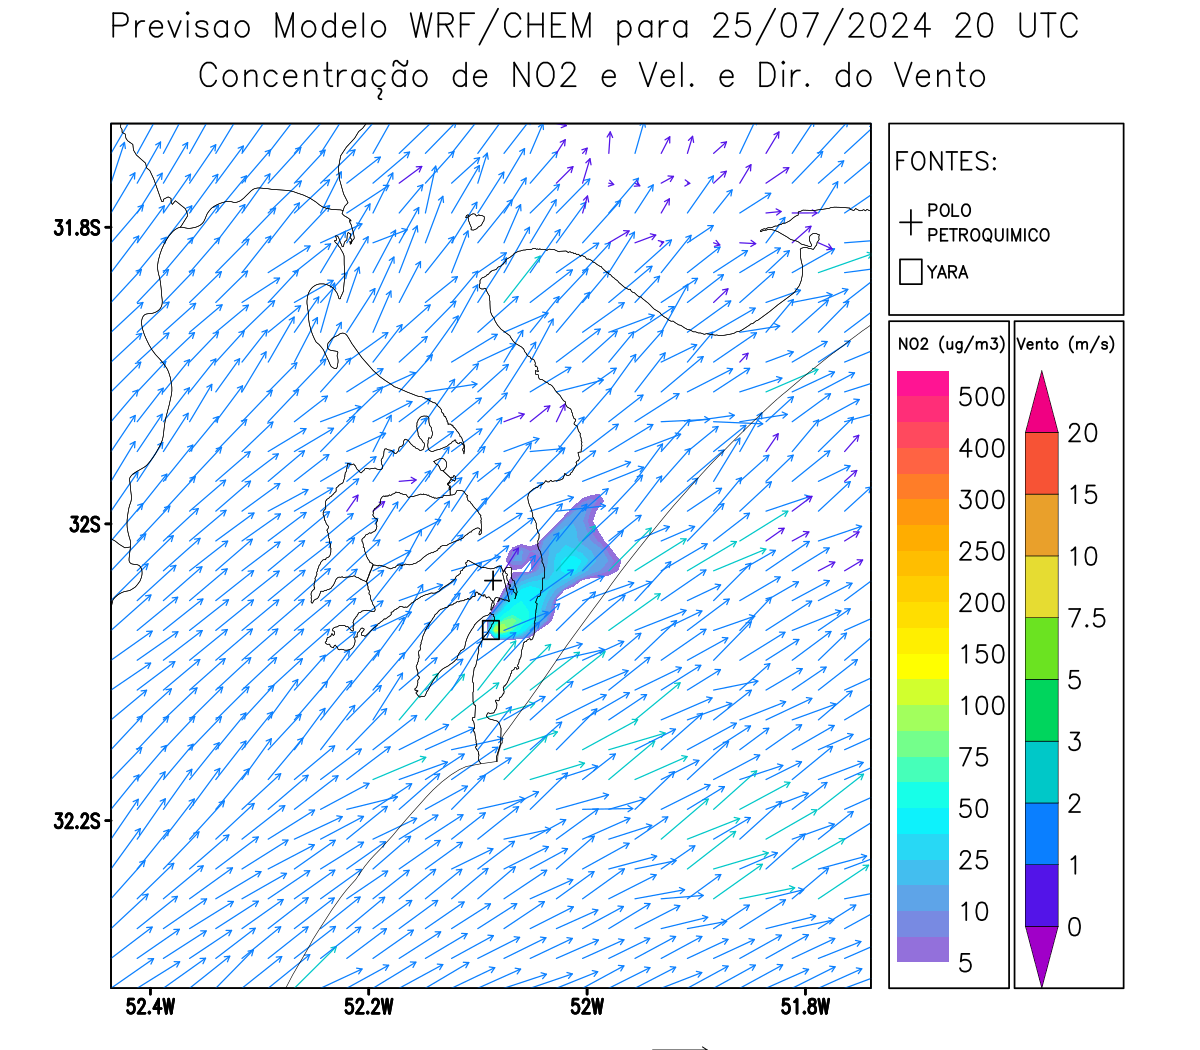 Previsao Modelo WRF/CHEM para 25/07/2024 20 UTC
Concentração de NO2 e Vel. e Dir. do Vento
FONTES:
POLO
PETROQUIMICO
YARA
31.8S
32S
32.2S
52.4W
52.2W
52W
51.8W
NO2 (ug/m3)
500
400
300
250
200
150
100
75
50
25
10
5
Vento (m/s)
20
15
10
7.5
5
3
2
1
0